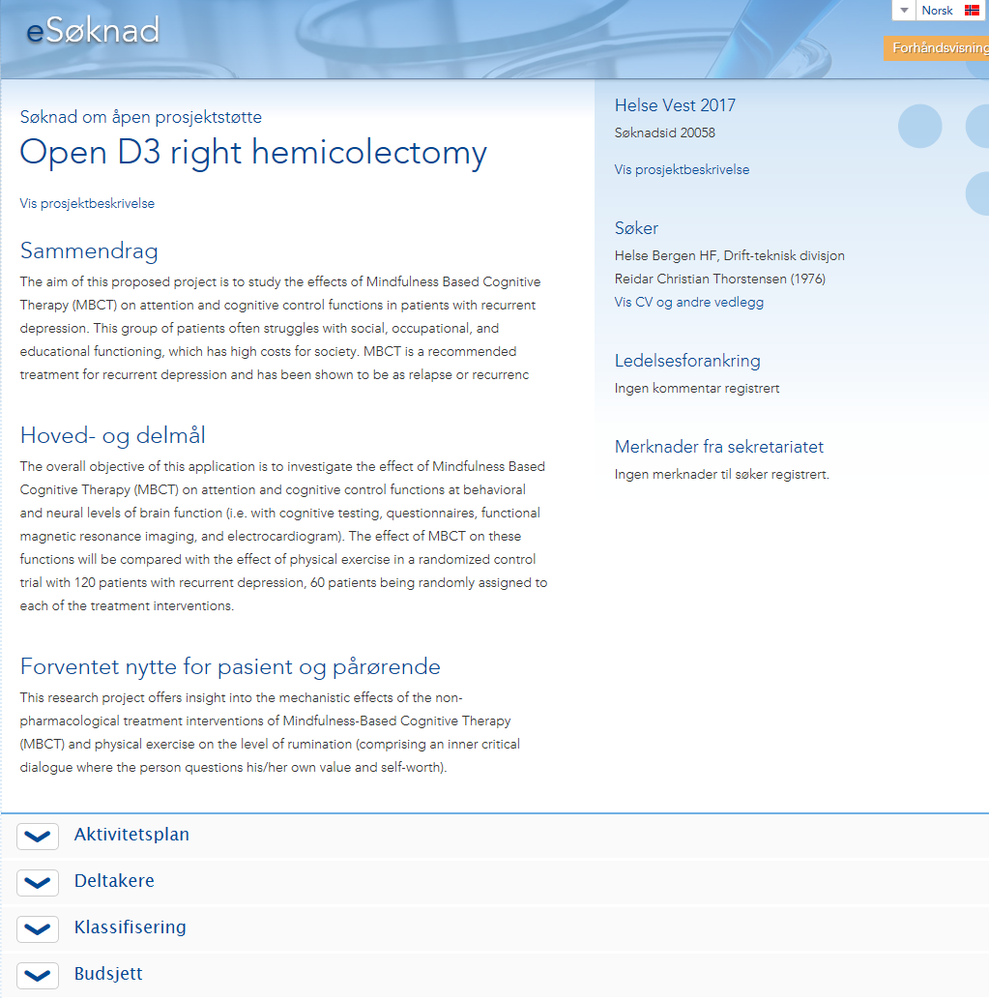 eSøknad
Norsk
Forhåndsvisning
Søknad om åpen prosjektstøtte
Open D3 right hemicolectomy
Vis prosjektbeskrivelse
Sammendrag
The aim of this proposed project is to study the effects of Mindfulness Based Cognitive
Therapy (MBCT) on attention and cognitive control functions in patients with recurrent
depression. This group of patients often struggles with social, occupational, and
educational functioning, which has high costs for society. MBCT is a recommended
treatment for recurrent depression and has been shown to be as relapse or recurrenc
Hoved- og delmål
The overall objective of this application is to investigate the effect of Mindfulness Based
Cognitive Therapy (MBCT) on attention and cognitive control functions at behavioral
and neural levels of brain function (i.e. with cognitive testing, questionnaires, functional
magnetic resonance imaging, and electrocardiogram). The effect of MBCT on these
functions will be compared with the effect of physical exercise in a randomized control
trial with 120 patients with recurrent depression, 60 patients being randomly assigned to
each of the treatment interventions.
Forventet nytte for pasient og pårørende
This research project offers insight into the mechanistic effects of the non-
pharmacological treatment interventions of Mindfulness-Based Cognitive Therapy
(MBCT) and physical exercise on the level of rumination (comprising an inner critical
dialogue where the person questions his/her own value and self-worth).
Helse Vest 2017
Søknadsid 20058
Vis prosjektbeskrivelse
Søker
Helse Bergen HF, Drift-teknisk divisjon
Reidar Christian Thorstensen (1976)
Vis CV og andre vedlegg
Ledelsesforankring
Ingen kommentar registrert
Merknader fra sekretariatet
Ingen merknader til søker registrert.
Aktivitetsplan
Deltakere
Klassifisering
Budsjett